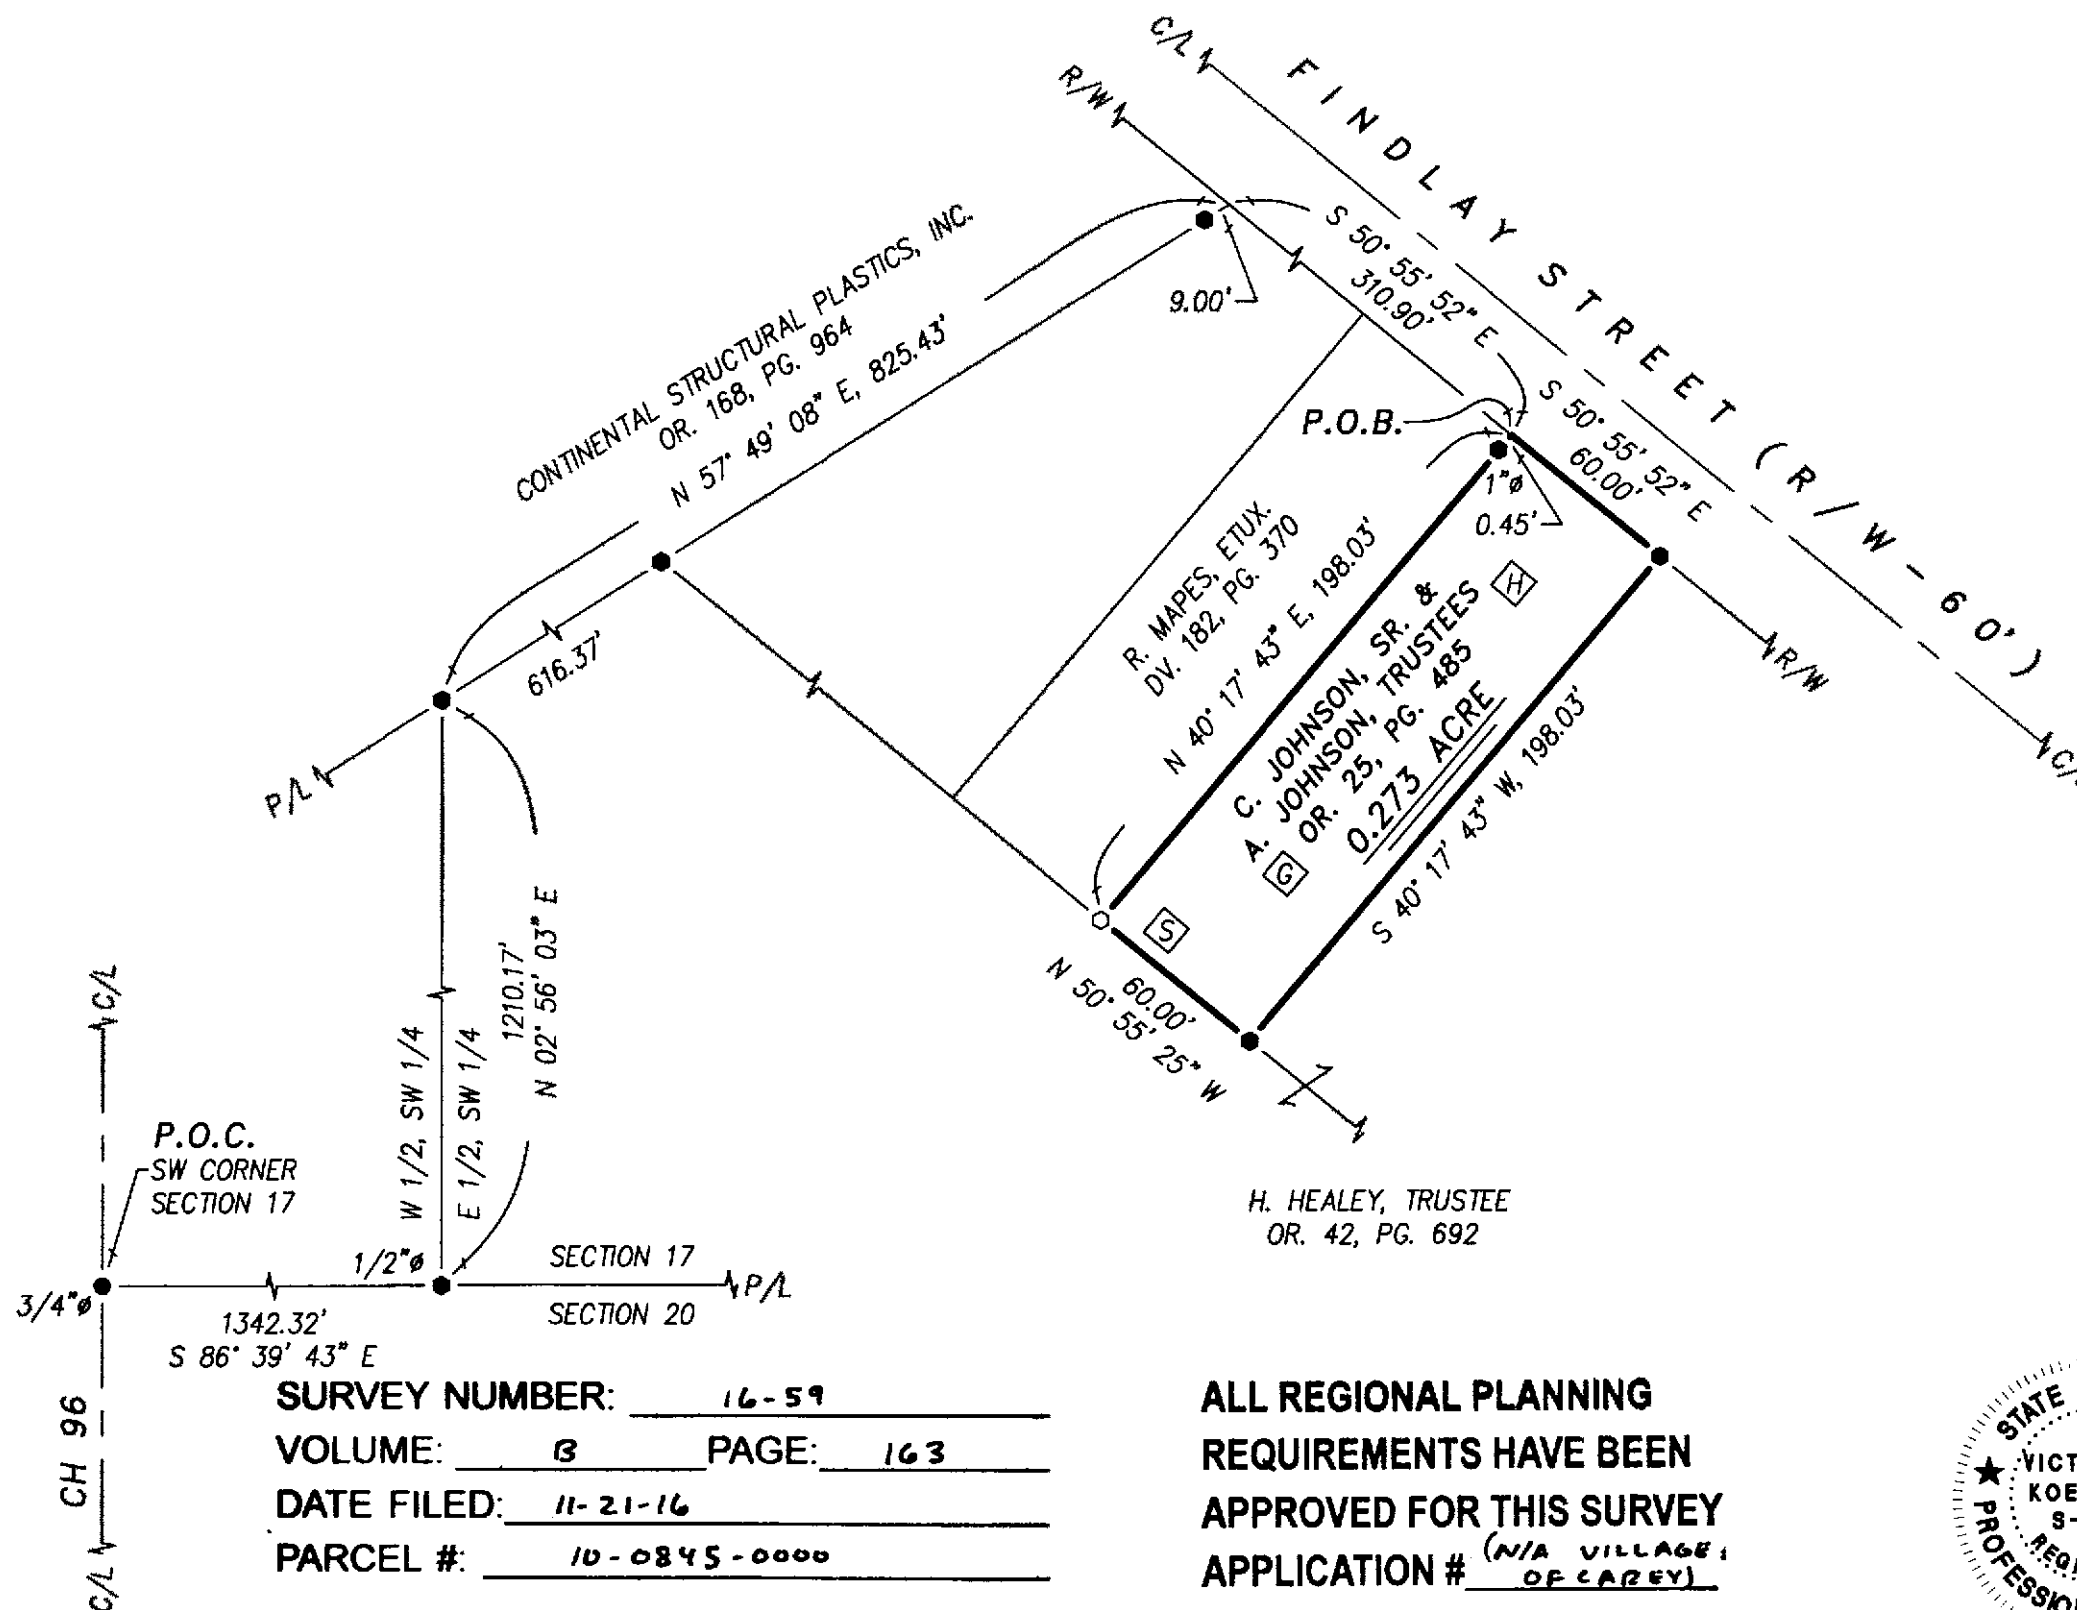 C/L
R/W
FINDLAY STREET (R/W - 60')
CONTINENTAL STRUCTURAL PLASTICS, INC.
OR. 168, PG. 964
N 57° 49' 08" E, 825.43'
9.00'
S 50° 55' 52" E
310.90'
P.O.B.
S 50° 55' 52" E
60.00'
1"ø
0.45'
R. MAPES, ETUX.
DV. 182, PG. 370
N 40° 17' 43" E, 198.03'
C. JOHNSON, SR. &
A. JOHNSON, TRUSTEES
OR. 25, PG. 485
0.273 ACRE
H
G
S
S 40° 17' 43" W, 198.03'
R/W
616.37'
P/L
60.00'
N 50° 55' 25" W
1210.17'
N 02° 56' 03" E
W 1/2, SW 1/4
E 1/2, SW 1/4
C/L
P.O.C.
SW CORNER
SECTION 17
H. HEALEY, TRUSTEE
OR. 42, PG. 692
1/2"ø
SECTION 17
P/L
3/4"ø
SECTION 20
1342.32'
S 86° 39' 43" E
CH 96
C/L
SURVEY NUMBER: 16-59
VOLUME: B PAGE: 163
DATE FILED: 11-21-16
PARCEL #: 10-0845-0000
ALL REGIONAL PLANNING
REQUIREMENTS HAVE BEEN
APPROVED FOR THIS SURVEY
APPLICATION # (N/A VILLAGE
OF CAREY)
STATE
VICT
KOE
S-